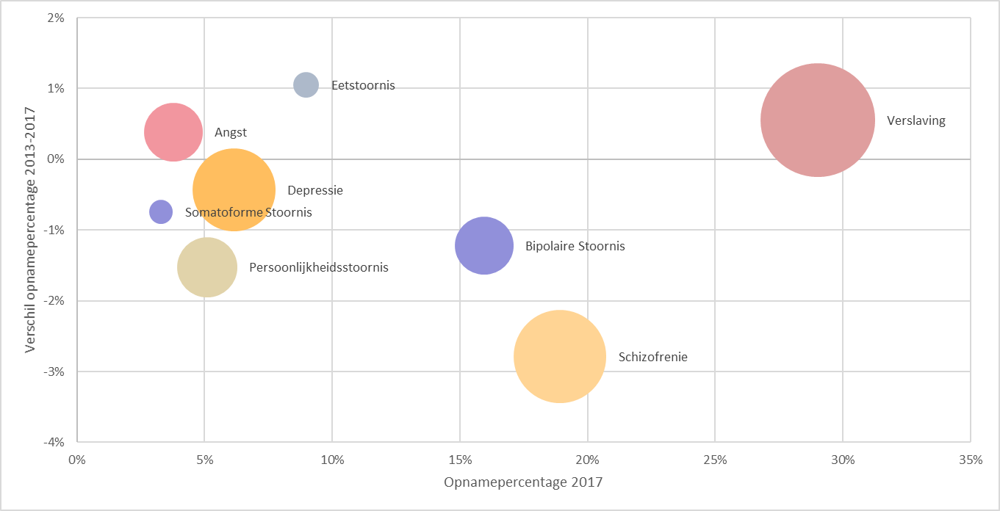 2%
1%
0%
-1%
-2%
-3%
-4%
Verschil opnamepercentage 2013-2017
Eetstoornis
Verslaving
Angst
Depressie
Somatoforme Stoornis
Bipolaire Stoornis
Persoonlijkheidsstoornis
Schizofrenie
0%
5%
10%
15%
20%
25%
30%
35%
Opnamepercentage 2017